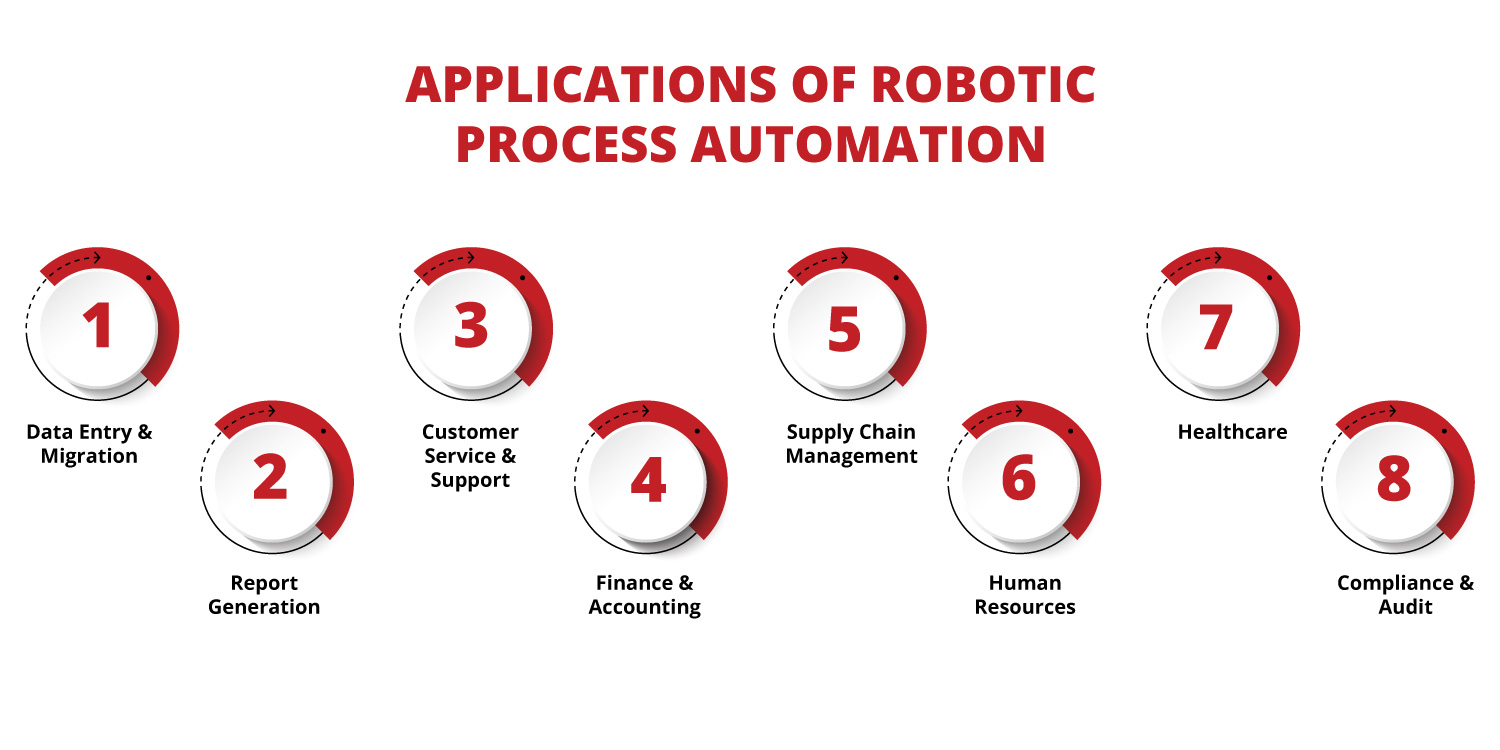 APPLICATIONS OF ROBOTIC
PROCESS AUTOMATION
1
Data Entry &
Migration
2
Report
Generation
3
Customer
Service &
Support
4
Finance &
Accounting
5
Supply Chain
Management
6
Human
Resources
7
Healthcare
8
Compliance &
Audit